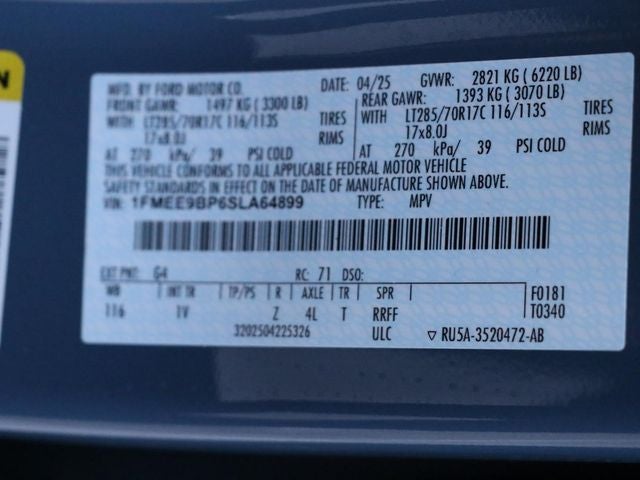 N
MFD. BY FORD MOTOR CO. DATE: 04/25 GVWR: 2821 KG ( 6220 LB)
FRONT GAWR: 1497 KG ( 3300 LB) REAR GAWR: 1393 KG ( 3070 LB)
WITH LT285/70R17C 116/113S TIRES WITH LT285/70R17C 116/113S TIRES
17x8.0J RIMS 17x8.0J RIMS
AT 270 kPa/ 39 PSI COLD AT 270 kPa/ 39 PSI COLD
THIS VEHICLE CONFORMS TO ALL APPLICABLE FEDERAL MOTOR VEHICLE
SAFETY STANDARDS IN EFFECT ON THE DATE OF MANUFACTURE SHOWN ABOVE.
VIN: 1FMEE9BP6SLA64899 TYPE: MPV
EXT PNT: G4 RC: 71 DSO:
WB INT TR TP/PS R AXLE TR SPR F0181
116 1V Z 4L T RRFF T0340
3202504225326 ULC ▽ RU5A-3520472-AB